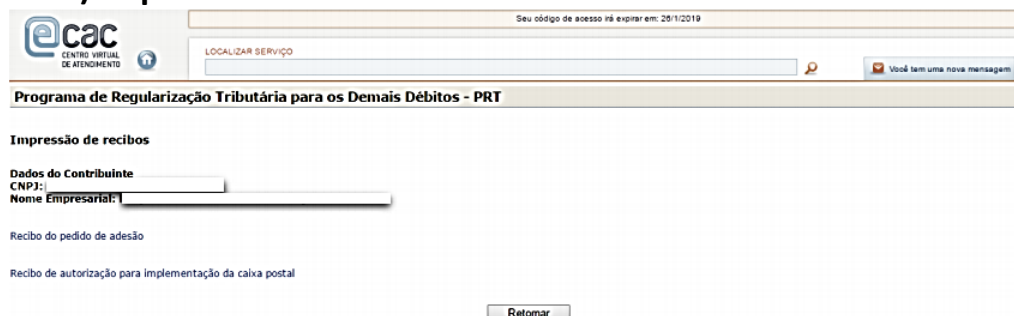 Seu código de acesso irá expirar em: 26/1/2019
ecac
CENTRO VIRTUAL
DE ATENDIMENTO
LOCALIZAR SERVIÇO
Você tem uma nova mensagem
Programa de Regularização Tributária para os Demais Débitos - PRT
Impressão de recibos
Dados do Contribuinte
CNPJ:
Nome Empresarial:
Recibo do pedido de adesão
Recibo de autorização para implementação da caixa postal
Retornar